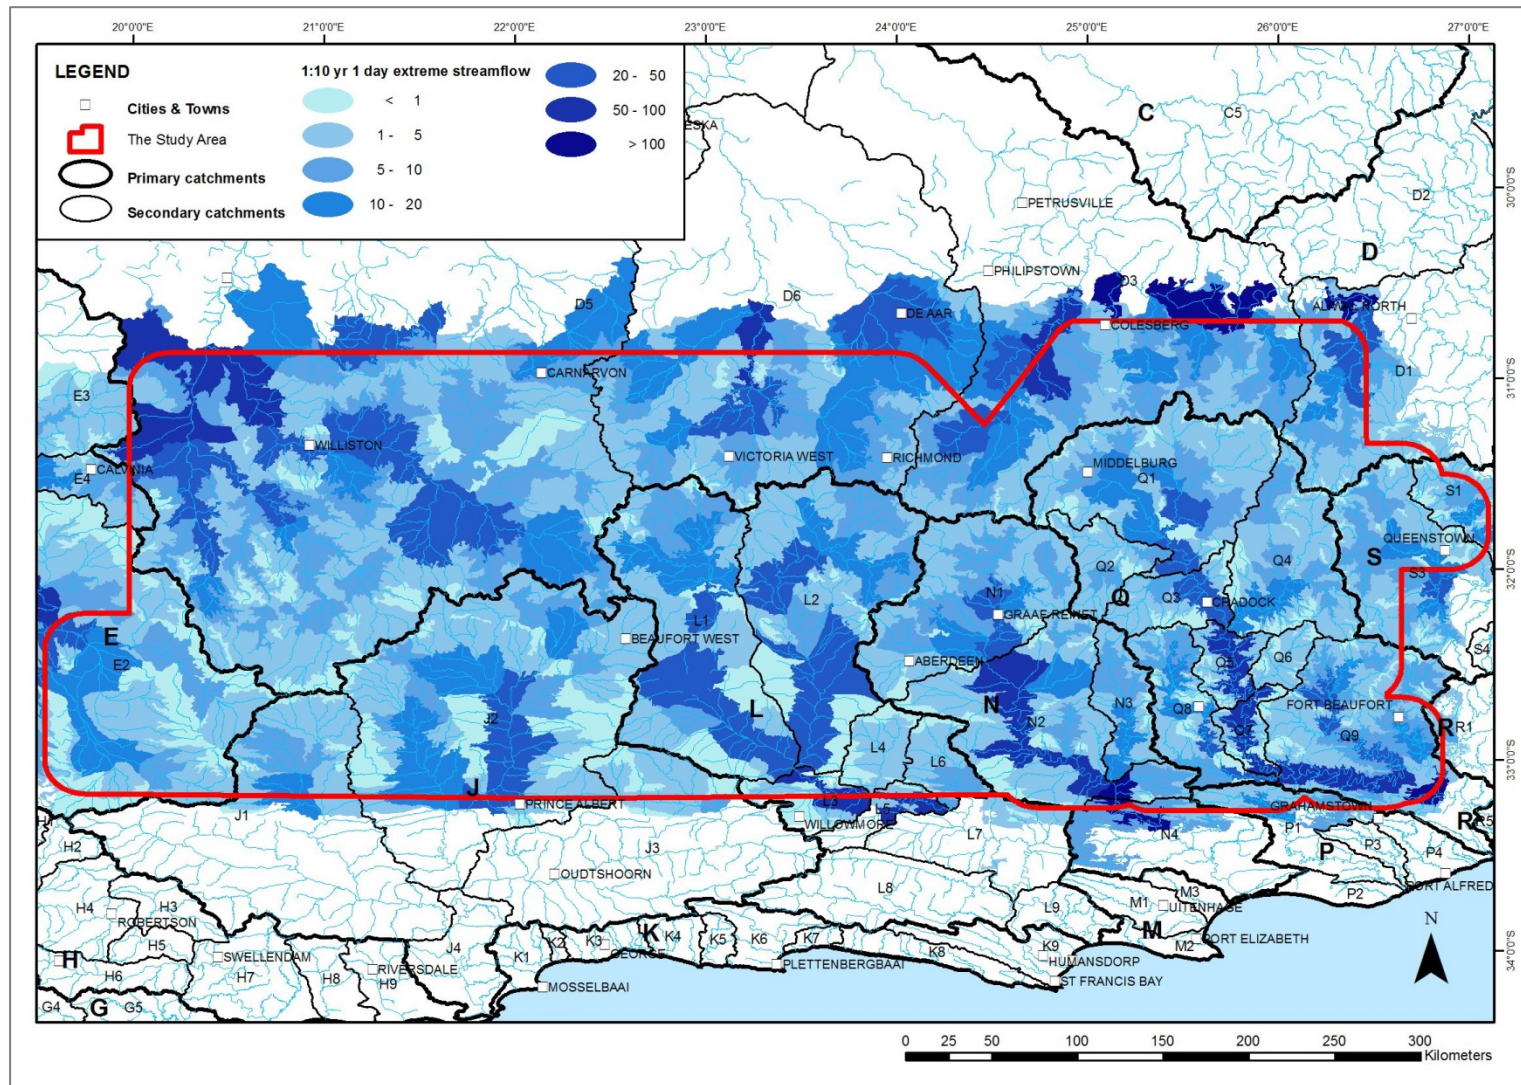 20°0'0"E 21°0'0"E 22°0'0"E 23°0'0"E 24°0'0"E 25°0'0"E 26°0'0"E 27°0'0"E
LEGEND
Cities & Towns
The Study Area
Primary catchments
Secondary catchments
1:10 yr 1 day extreme streamflow
< 1
1 - 5
5 - 10
10 - 20
20 - 50
50 - 100
> 100
ESKA
C
C5
D2
30°0'0"S
PETRUSVILLE
D
PHILIPSTOWN
D3
D5
D6
DE AAR
COLESBERG
ALIWAL NORTH
CARNARVON
D1
31°0'0"S
E3
WILLISTON
VICTORIA WEST
RICHMOND
MIDDELBURG
Q1
CALVINIA
E4
S1
QUEENSTOWN
S
S3
32°0'0"S
Q2
Q4
Q
Q3
CRADOCK
N1
GRAAF REINET
L2
L1
BEAUFORT WEST
E
E2
ABERDEEN
Q5
Q6
S4
J2
L
N
N2
N3
Q8
Q7
FORT BEAUFORT
Q9
R
R1
L4
L6
33°0'0"S
J
PRINCE ALBERT
L3
L5
WILLOWMORE
GRAHAMSTOWN
J1
H1
H2
J3
L7
N4
P1
P
P3
P4
R
R5
OUDTSHOORN
L8
P2
PORT ALFRED
H4
H3
ROBERTSON
H5
L9
M1
M3
UITENHAGE
M
M2
PORT ELIZABETH
N
H
H6
SWELLENDAM
H7
H8
RIVERSDALE
H9
J4
K1
K2
K3
GEORGE
K
K4
K5
K6
K7
K8
K9
HUMANSDORP
34°0'0"S
PLETTENBERGBAAI
ST FRANCIS BAY
MOSSELBAAI
G4
G
G5
0 25 50 100 150 200 250 300
Kilometers